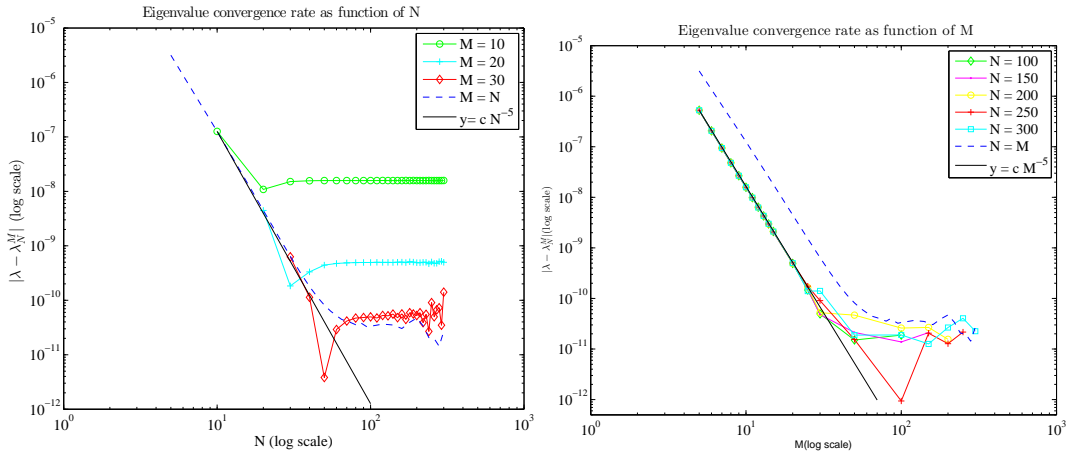 Eigenvalue convergence rate as function of N
10^-5
10^-6
10^-7
10^-8
10^-9
10^-10
10^-11
10^-12
|λ − λ_N^M| (log scale)
10^0
10^1
10^2
10^3
N (log scale)
M = 10
M = 20
M = 30
M = N
y= c N^-5
Eigenvalue convergence rate as function of M
10^-5
10^-6
10^-7
10^-8
10^-9
10^-10
10^-11
10^-12
|λ − λ_N^M|(log scale)
10^0
10^1
10^2
10^3
M(log scale)
N = 100
N = 150
N = 200
N = 250
N = 300
N = M
y = c M^-5